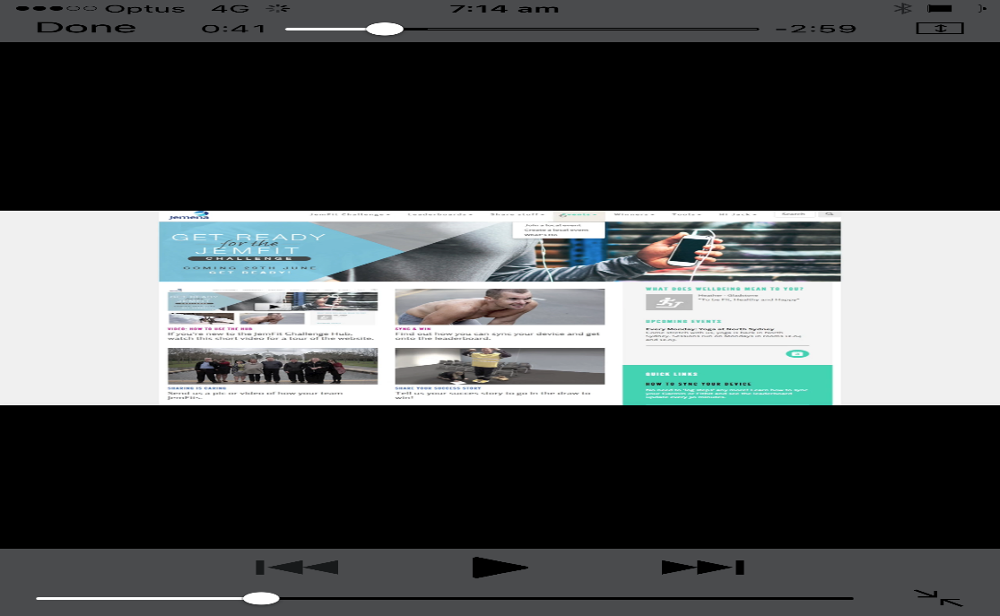 Optus 4G 7:14 am
Done 0:41 -2:59
Jemena JemFit Challenge Leaderboards Share stuff Events Winners Tools Hi Jack Search
Join a local event
Create a local event
What's On
GET READY
for the
JEMFIT
CHALLENGE
COMING 20TH JUNE
GET READY!
WHAT DOES WELLBEING MEAN TO YOU?
Heather - Gladstone
"To be Fit, Healthy and Happy"
UPCOMING EVENTS
Every Monday: Yoga at North Sydney
VIDEO: HOW TO USE THE HUB
If you're new to the JemFit Challenge Hub,
watch this short video for a tour of the website.
SYNC & WIN
Find out how you can sync your device and get
onto the leaderboard.
SHARING IS CARING
Send us a pic or video of how your team
JemFits.
SHARE YOUR SUCCESS STORY
Tell us your succes story to go in the draw to
win!
QUICK LINKS
HOW TO SYNC YOUR DEVICE